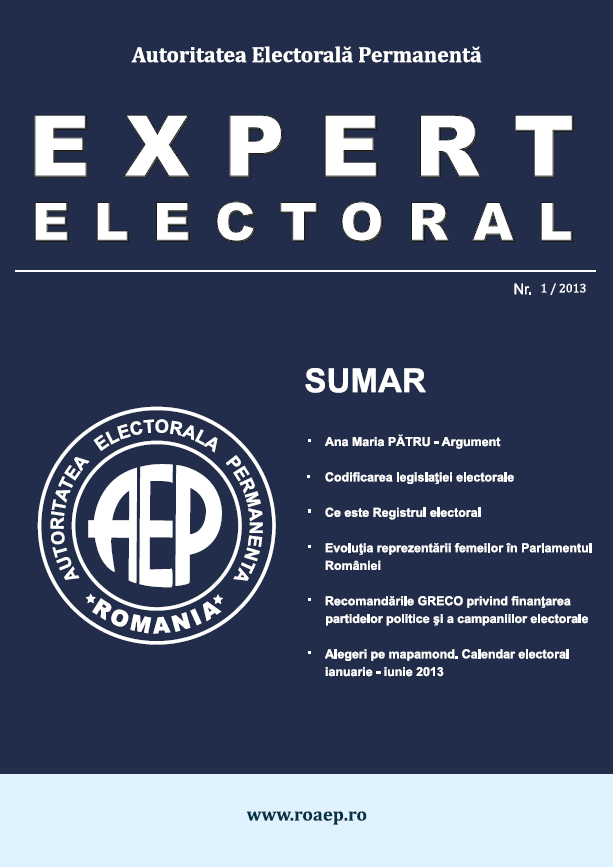 Autoritatea Electorală Permanentă
EXPERT
ELECTORAL
Nr. 1 / 2013
SUMAR
▪ Ana Maria PĂTRU - Argument
▪ Codificarea legislaţiei electorale
▪ Ce este Registrul electoral
▪ Evoluţia reprezentării femeilor în Parlamentul
României
▪ Recomandările GRECO privind finanţarea
partidelor politice şi a campaniilor electorale
▪ Alegeri pe mapamond. Calendar electoral
ianuarie - iunie 2013
AUTORITATEA ELECTORALA PERMANENTA
AEP
ROMANIA
www.roaep.ro